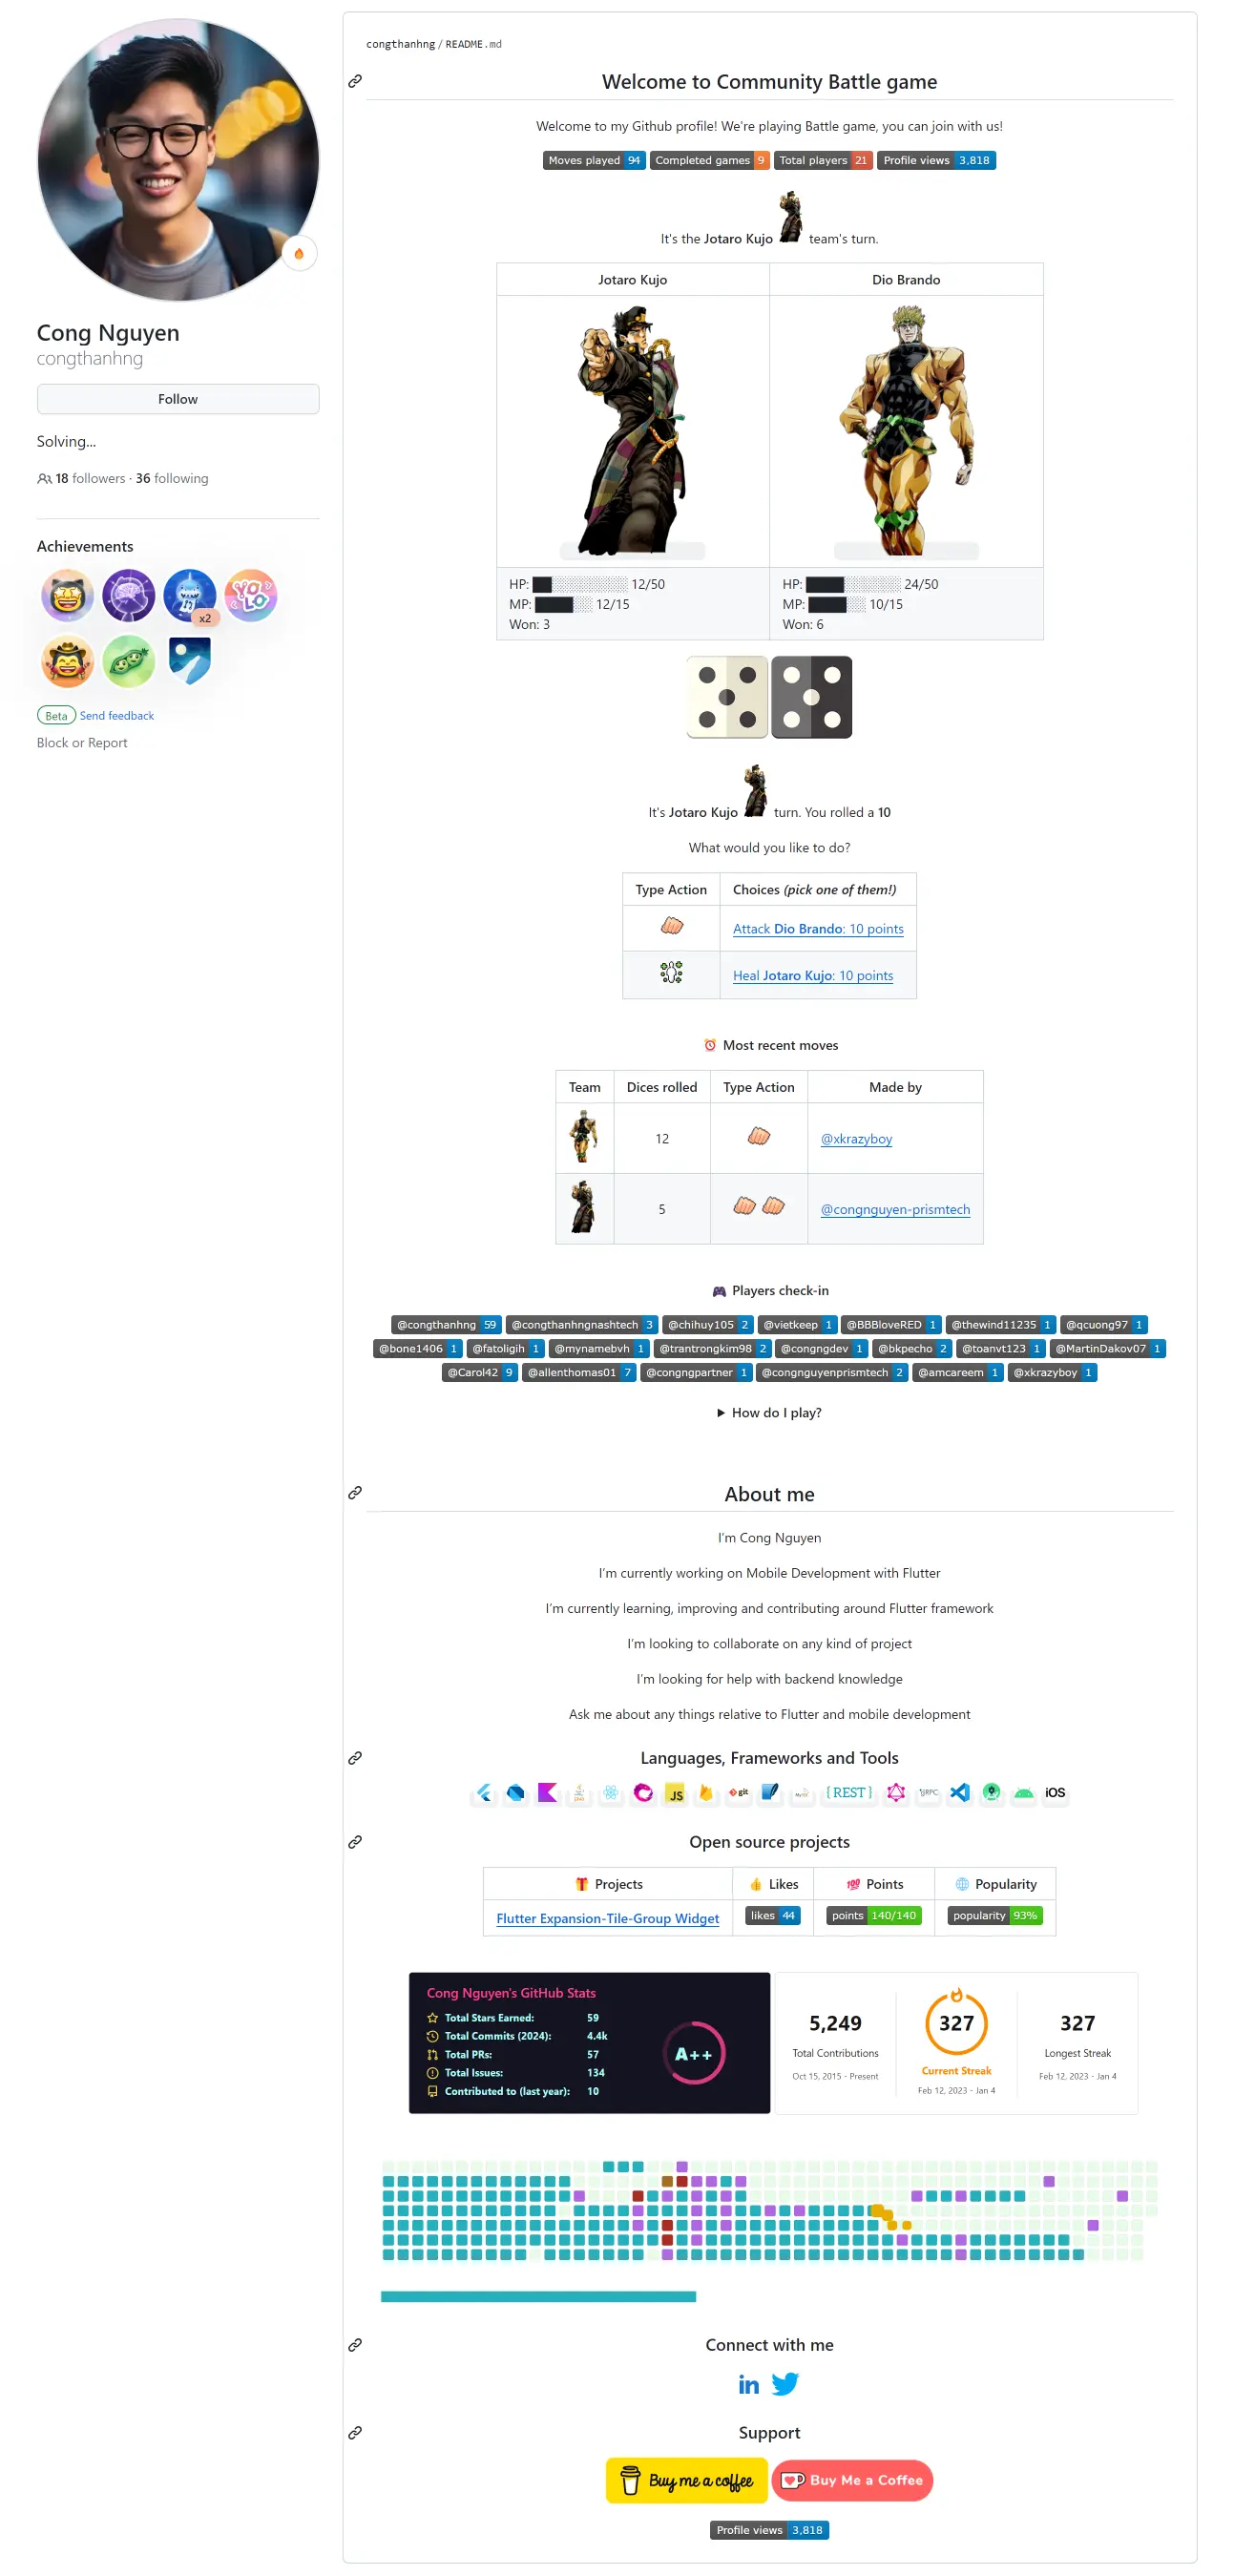 Cong Nguyen
congthanhng
Follow
Solving...
18 followers · 36 following
Achievements
YOLO
x2
Beta Send feedback
Block or Report
congthanhng / README.md
Welcome to Community Battle game
Welcome to my Github profile! We're playing Battle game, you can join with us!
Moves played 94 Completed games 9 Total players 21 Profile views 3,818
It's the Jotaro Kujo team's turn.
Jotaro Kujo Dio Brando
HP: ██░░░░░░░░ 12/50 HP: ████░░░░░░ 24/50
MP: ████░░ 12/15 MP: ████░░ 10/15
Won: 3 Won: 6
It's Jotaro Kujo turn. You rolled a 10
What would you like to do?
Type Action Choices (pick one of them!)
Attack Dio Brando: 10 points
Heal Jotaro Kujo: 10 points
Most recent moves
Team Dices rolled Type Action Made by
12 @xkrazyboy
5 @congnguyen-prismtech
Players check-in
@congthanhng 59 @congthanhngnashtech 3 @chihuy105 2 @vietkeep 1 @BBBloveRED 1 @thewind11235 1 @qcuong97 1
@bone1406 1 @fatoligih 1 @mynamebvh 1 @trantrongkim98 2 @congngdev 1 @bkpecho 2 @toanvt123 1 @MartinDakov07 1
@Carol42 9 @allenthomas01 7 @congngpartner 1 @congnguyenprismtech 2 @amcareem 1 @xkrazyboy 1
▶ How do I play?
About me
I'm Cong Nguyen
I'm currently working on Mobile Development with Flutter
I'm currently learning, improving and contributing around Flutter framework
I'm looking to collaborate on any kind of project
I'm looking for help with backend knowledge
Ask me about any things relative to Flutter and mobile development
Languages, Frameworks and Tools
JS git {REST} iOS
Open source projects
Projects Likes Points Popularity
Flutter Expansion-Tile-Group Widget likes 44 points 140/140 popularity 93%
Cong Nguyen's GitHub Stats
Total Stars Earned: 59
Total Commits (2024): 4.4k
Total PRs: 57
Total Issues: 134
Contributed to (last year): 10
A++
5,249 327 327
Total Contributions Current Streak Longest Streak
Oct 15, 2015 - Present Feb 12, 2023 - Jan 4 Feb 12, 2023 - Jan 4
Connect with me
in
Support
Buy me a coffee Buy Me a Coffee
Profile views 3,818